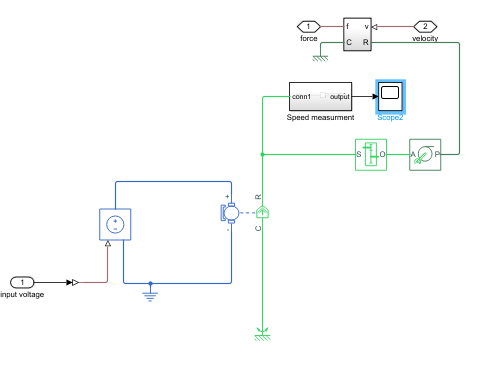 1
f
v
2
force
C
R
velocity
conn1
output
Speed measurment
Scope2
S
O
A
P
R
+
+
-
C
-
1
input voltage